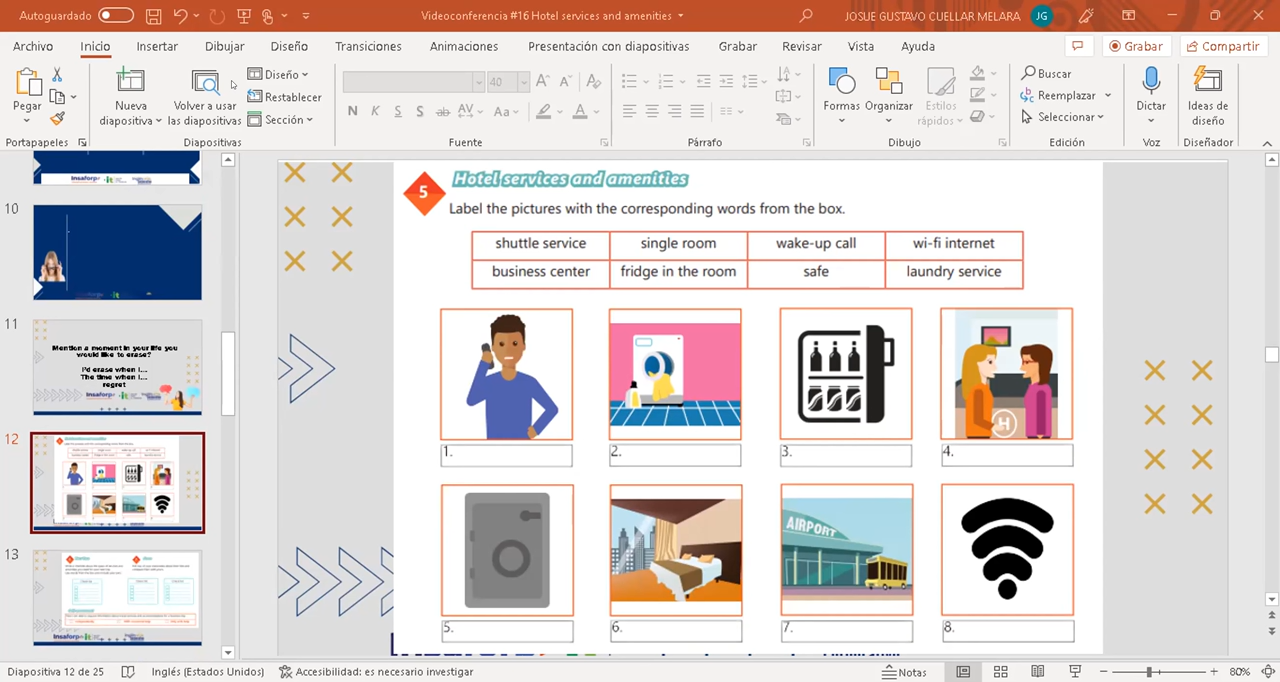 Autoguardado
Videoconferencia #16 Hotel services and amenities
JOSUE GUSTAVO CUELLAR MELARA
JG
Archivo Inicio Insertar Dibujar Diseño Transiciones Animaciones Presentación con diapositivas Grabar Revisar Vista Ayuda
Grabar
Compartir
Pegar
Nueva diapositiva
Volver a usar las diapositivas
Diseño
Restablecer
Sección
40
N K S S ab AV Aa A
Formas
Organizar
Estilos rápidos
Buscar
Reemplazar
Seleccionar
Dictar
Ideas de diseño
Portapapeles
Diapositivas
Fuente
Párrafo
Dibujo
Edición
Voz
Diseñador
10
11
Mention a moment in your life you
would like to erase?
I'd erase when I...
The time when I...
regret
12
13
5
Hotel services and amenities
Label the pictures with the corresponding words from the box.
shuttle service single room wake-up call wi-fi internet
business center fridge in the room safe laundry service
H
1. 2. 3. 4.
AIRPORT
5. 6. 7. 8.
Diapositiva 12 de 25
Inglés (Estados Unidos)
Accesibilidad: es necesario investigar
Notas
80%